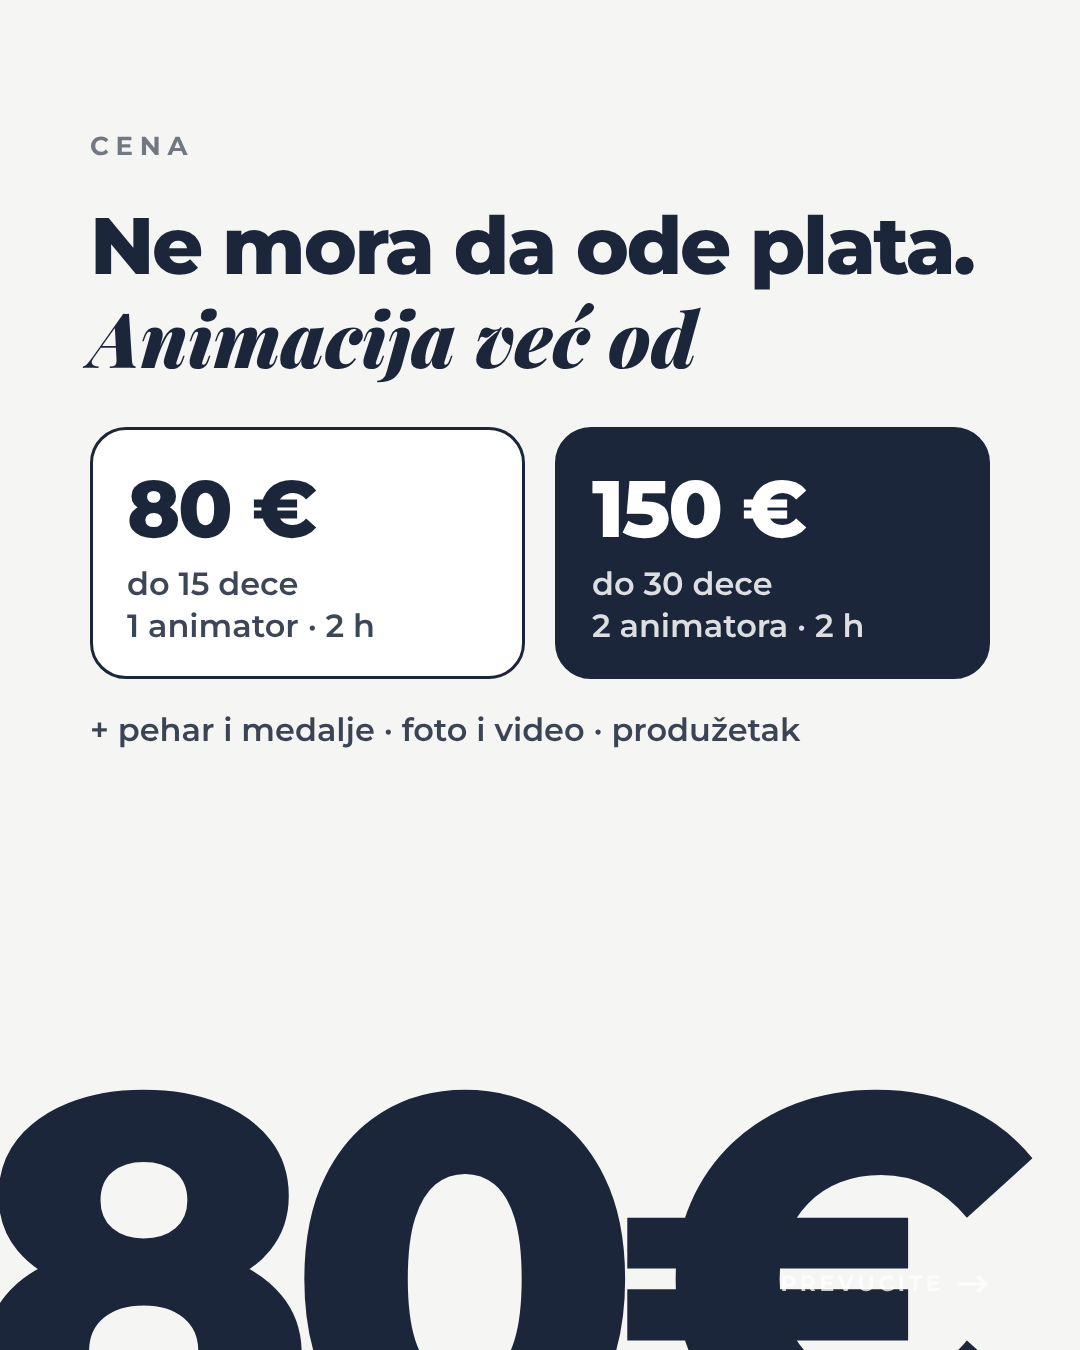 CENA
Ne mora da ode plata.
Animacija već od
80 €
do 15 dece
1 animator · 2 h
150 €
do 30 dece
2 animatora · 2 h
+ pehar i medalje · foto i video · produžetak
80€
PREVUCITE →